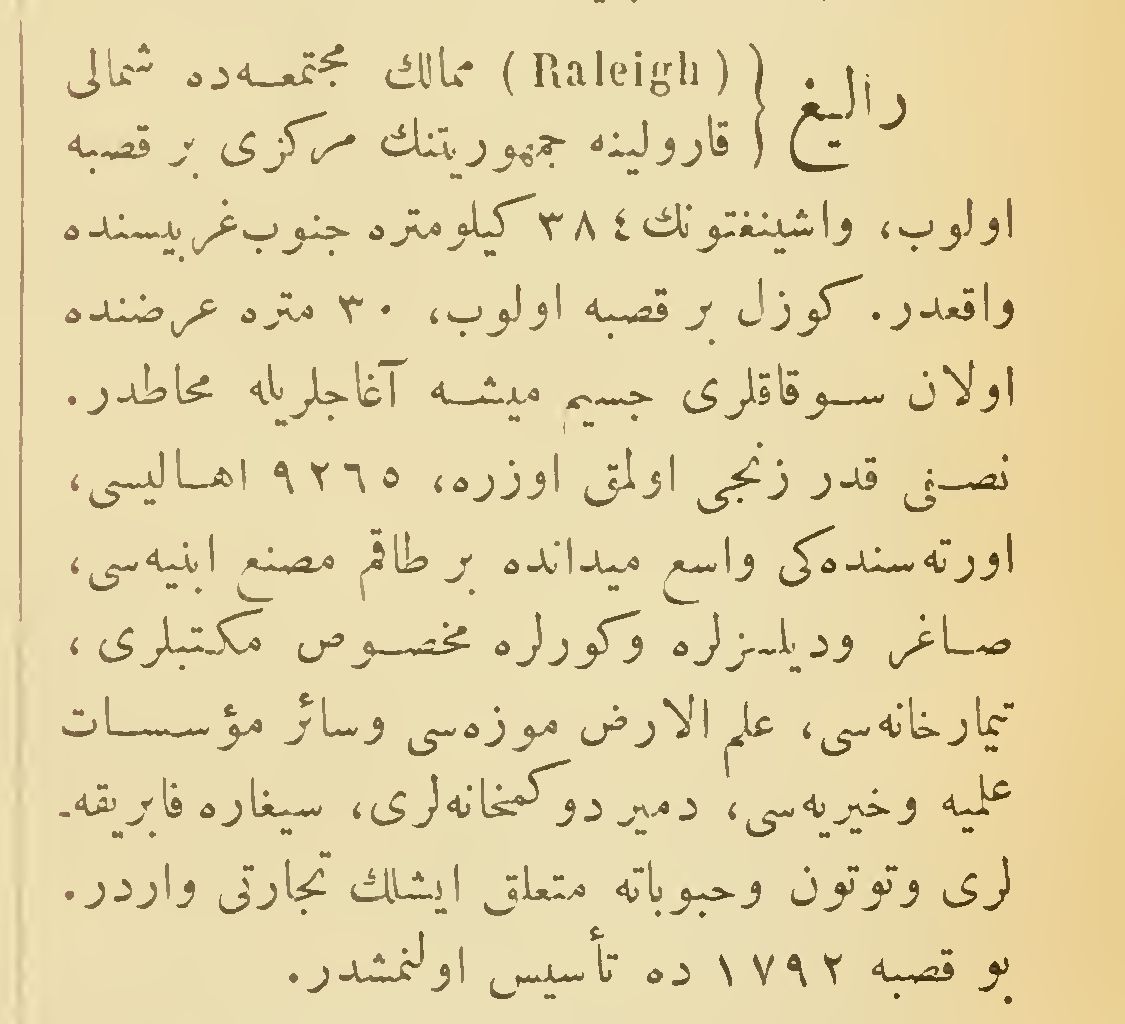 رالیغ { (Raleigh) ممالك مجتمعه‌ده شمالی
قارولینه جمهوریتنك مركزی بر قصبه
اولوب، واشینغتونك ٣٨٤ كیلومتره جنوب غربیسنده
واقعدر. كوزل بر قصبه اولوب، ٣٠ متره عرضنده
اولان سوقاقلری جسیم میشه آغاجلریله محاطدر.
نصفی قدر زنجی اولمق اوزره، ٩٢٦٥ اهالیسی،
اورته‌سنده‌كی واسع میدانده بر طاقم مصنع ابنیه‌سی،
صاغر ودیلسزلره وكورلره مخصوص مكتبلری،
تیمارخانه‌سی، علم الارض موزه‌سی وسائر مؤسسات
علمیه وخیریه‌سی، دمیر دوكمخانه‌لری، سیغاره فابریقه-
لری وتوتون وحبوباته متعلق ایشلك تجارتی واردر.
بو قصبه ١٧٩٢ ده تأسیس اولنمشدر.